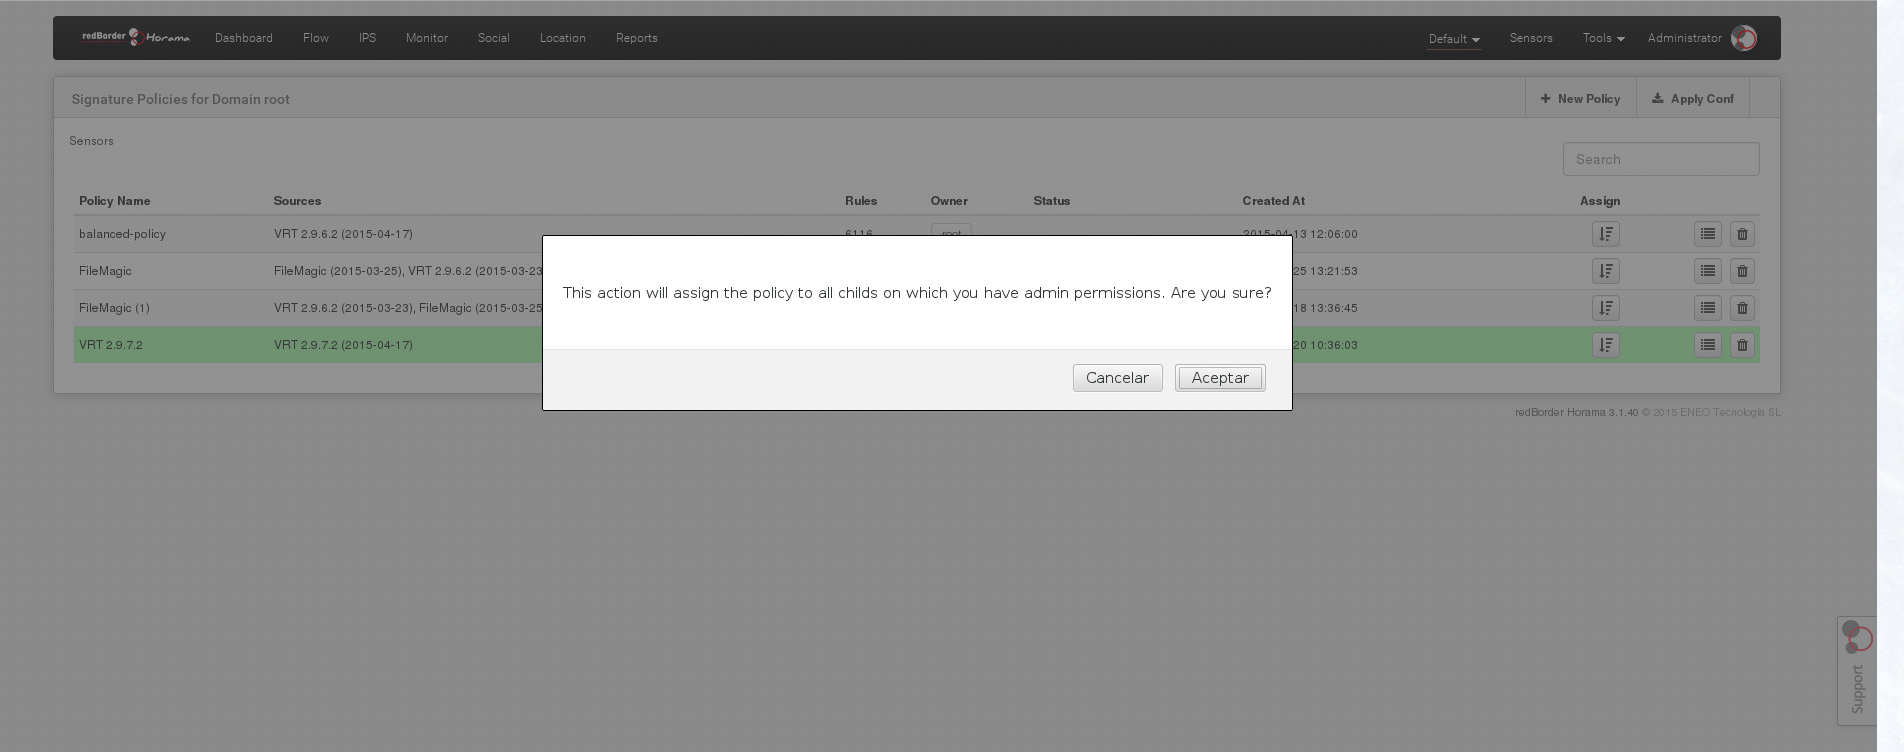 redBorder Horama Dashboard Flow IPS Monitor Social Location Reports Default Sensors Tools Administrator
Signature Policies for Domain root New Policy Apply Conf
Sensors
Search
Policy Name Sources Rules Owner Status Created At Assign
balanced-policy VRT 2.9.6.2 (2015-04-17) 6116 root 2015-04-13 12:06:00
FileMagic FileMagic (2015-03-25), VRT 2.9.6.2 (2015-03-23 25 13:21:53
This action will assign the policy to all childs on which you have admin permissions. Are you sure?
FileMagic (1) VRT 2.9.6.2 (2015-03-23), FileMagic (2015-03-25 18 13:36:45
VRT 2.9.7.2 VRT 2.9.7.2 (2015-04-17) 20 10:36:03
Cancelar Aceptar
redBorder Horama 3.1.40 © 2015 ENEO Tecnología SL
Support